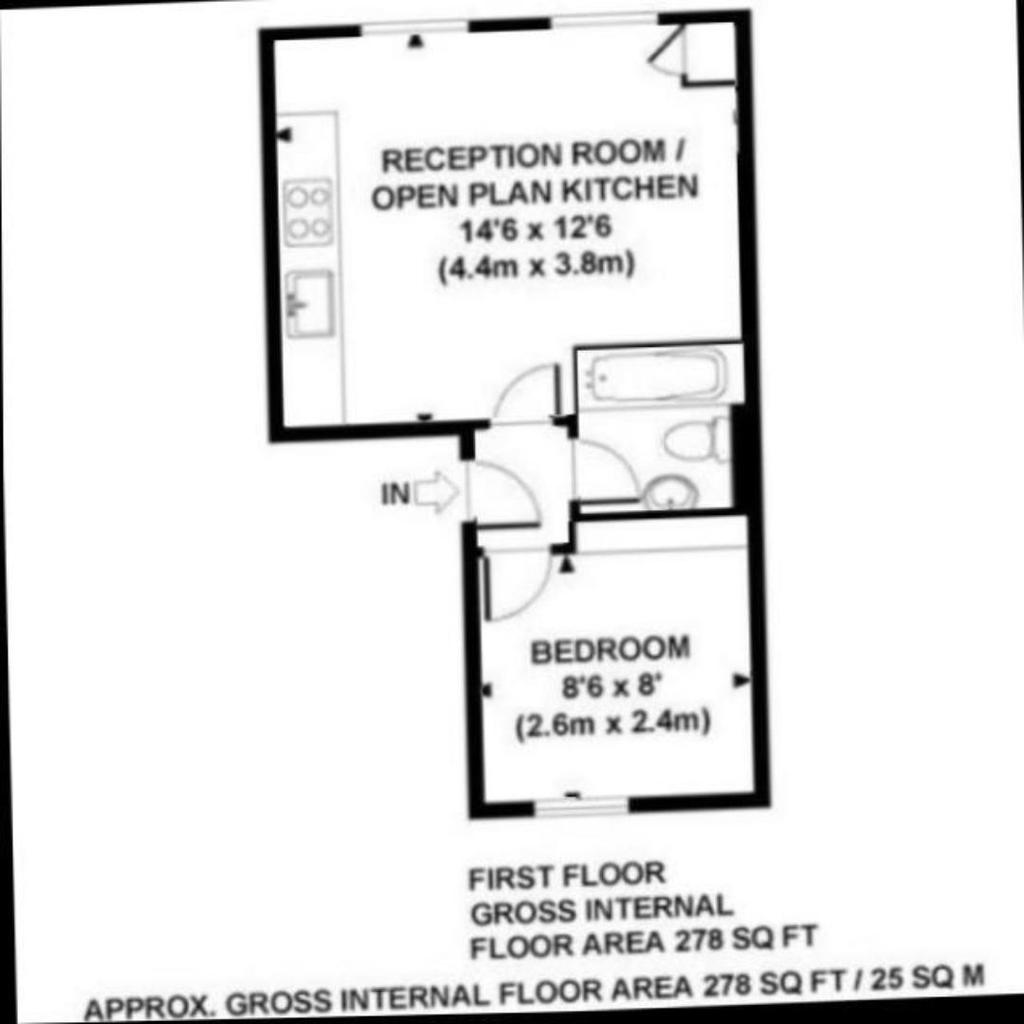 RECEPTION ROOM /
OPEN PLAN KITCHEN
14'6 x 12'6
(4.4m x 3.8m)
IN
BEDROOM
8'6 x 8'
(2.6m x 2.4m)
FIRST FLOOR
GROSS INTERNAL
FLOOR AREA 278 SQ FT
APPROX. GROSS INTERNAL FLOOR AREA 278 SQ FT / 25 SQ M